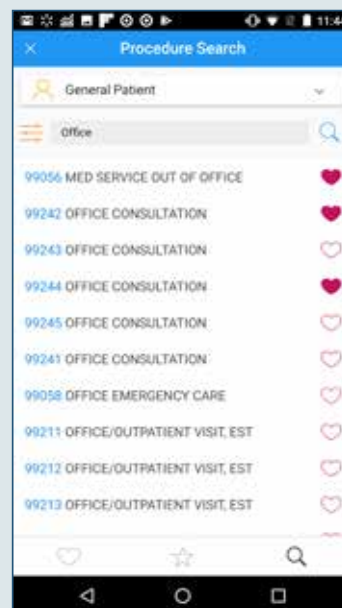 11:4
Procedure Search
General Patient
Office
99056 MED SERVICE OUT OF OFFICE
99242 OFFICE CONSULTATION
99243 OFFICE CONSULTATION
99244 OFFICE CONSULTATION
99245 OFFICE CONSULTATION
99241 OFFICE CONSULTATION
99058 OFFICE EMERGENCY CARE
99211 OFFICE/OUTPATIENT VISIT, EST
99212 OFFICE/OUTPATIENT VISIT, EST
99213 OFFICE/OUTPATIENT VISIT, EST